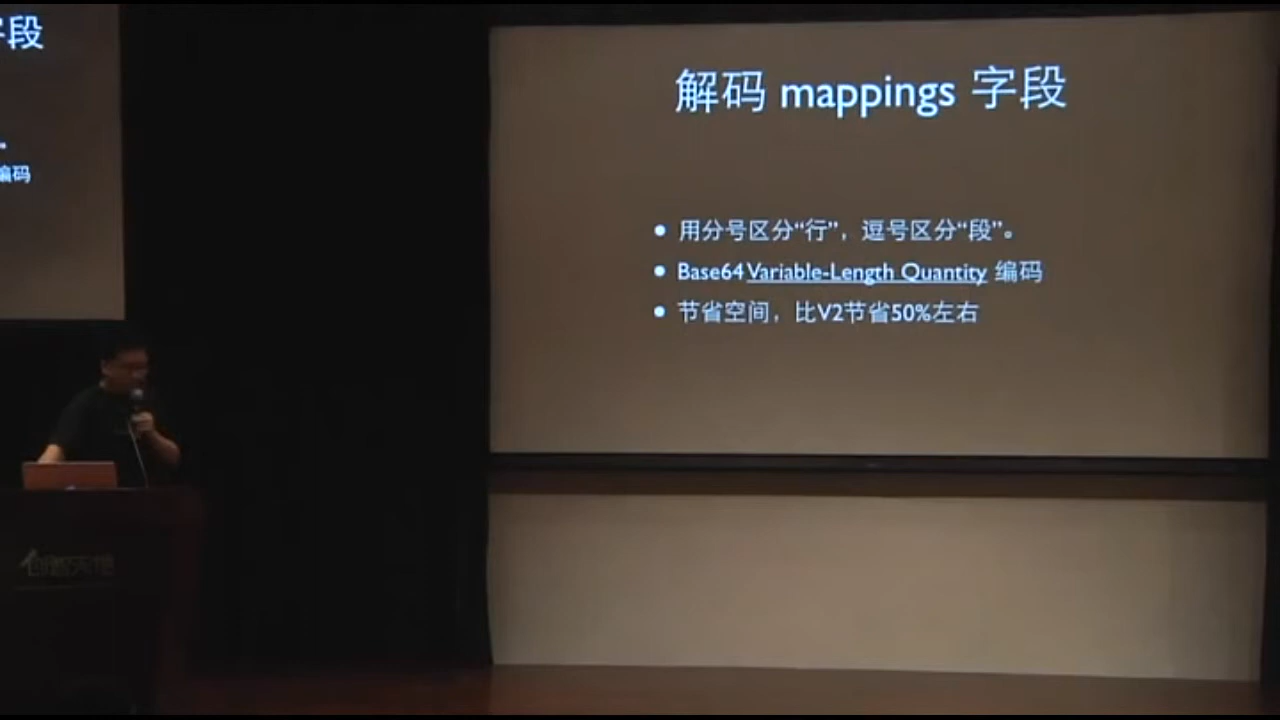 字段
编码
解码 mappings 字段
用分号区分“行”，逗号区分“段”。
Base64 Variable-Length Quantity 编码
节省空间，比V2节省50%左右